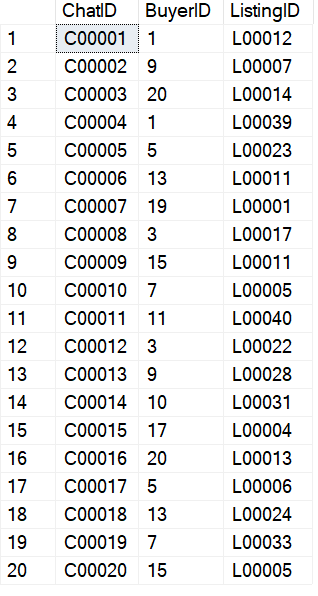 ChatID BuyerID ListingID
1 C00001 1 L00012
2 C00002 9 L00007
3 C00003 20 L00014
4 C00004 1 L00039
5 C00005 5 L00023
6 C00006 13 L00011
7 C00007 19 L00001
8 C00008 3 L00017
9 C00009 15 L00011
10 C00010 7 L00005
11 C00011 11 L00040
12 C00012 3 L00022
13 C00013 9 L00028
14 C00014 10 L00031
15 C00015 17 L00004
16 C00016 20 L00013
17 C00017 5 L00006
18 C00018 13 L00024
19 C00019 7 L00033
20 C00020 15 L00005